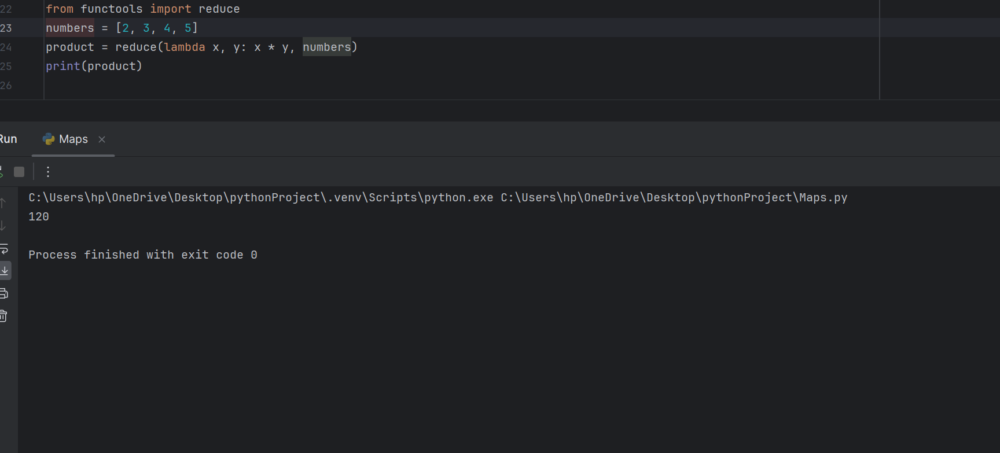 22 from functools import reduce
23 numbers = [2, 3, 4, 5]
24 product = reduce(lambda x, y: x * y, numbers)
25 print(product)
26
Run Maps
C:\Users\hp\OneDrive\Desktop\pythonProject\.venv\Scripts\python.exe C:\Users\hp\OneDrive\Desktop\pythonProject\Maps.py
120
Process finished with exit code 0